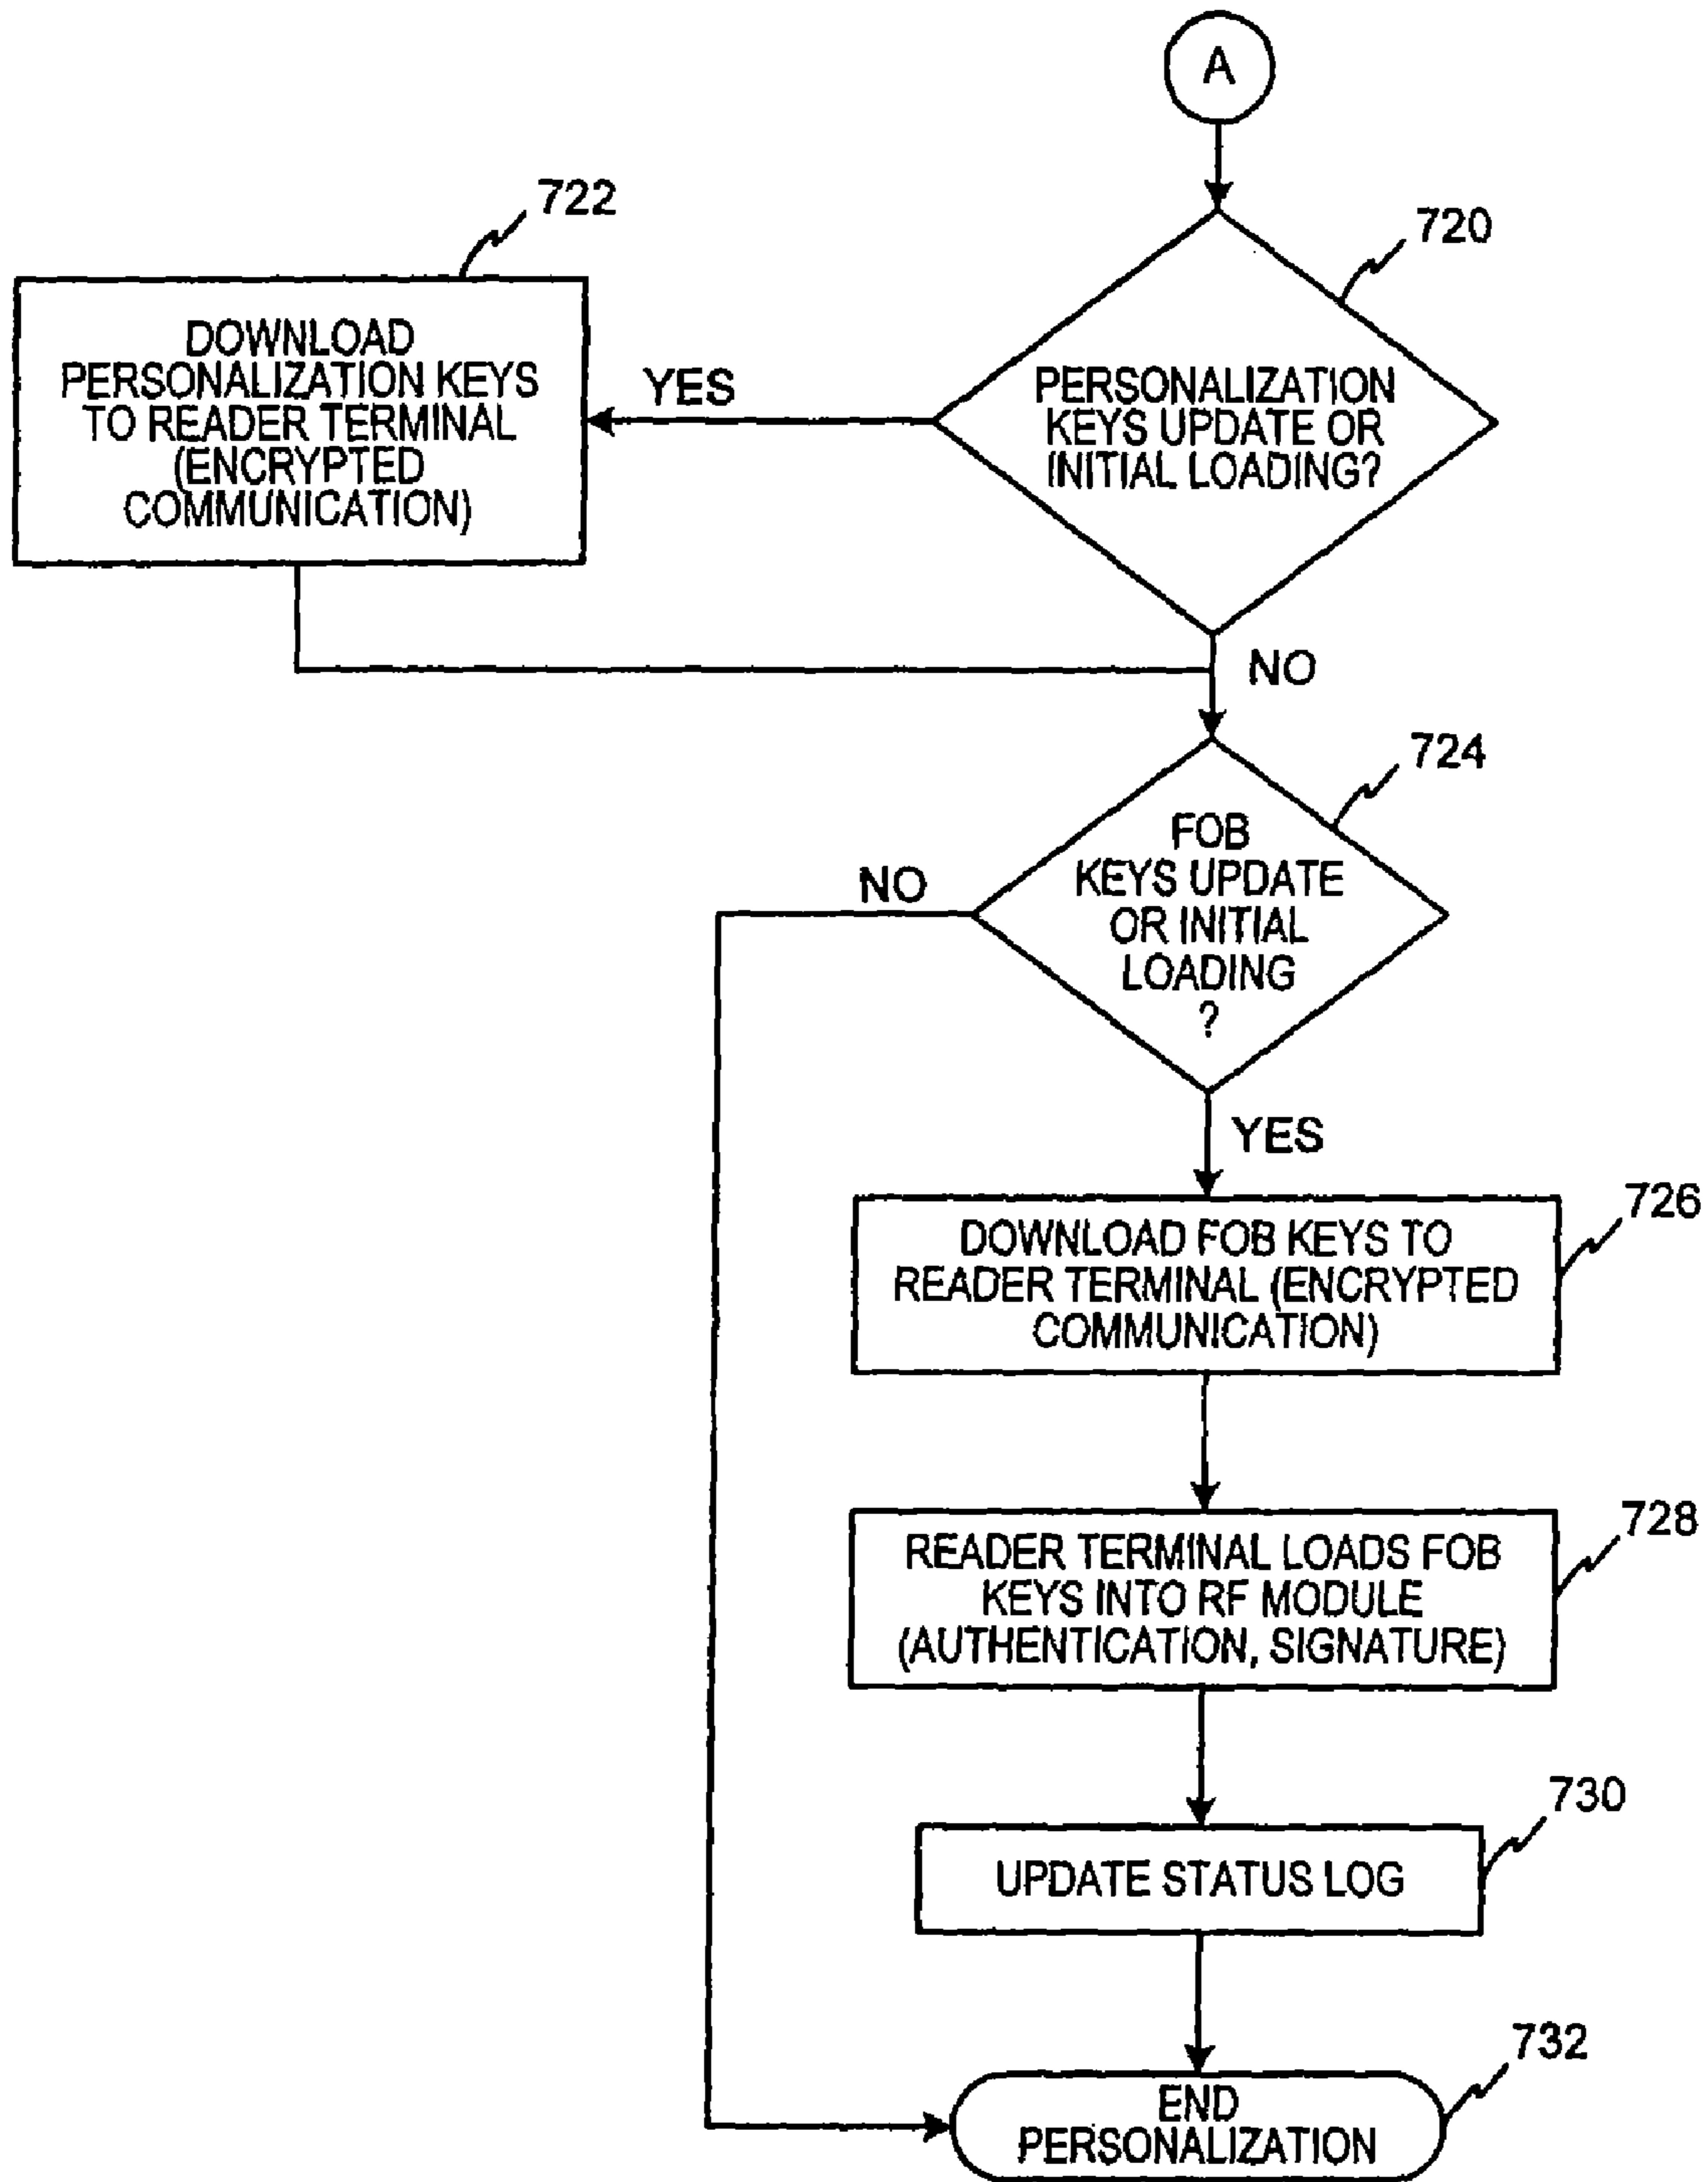 A
720
PERSONALIZATION
KEYS UPDATE OR
INITIAL LOADING?
722
DOWNLOAD
PERSONALIZATION KEYS
TO READER TERMINAL
(ENCRYPTED
COMMUNICATION)
YES
NO
724
FOB
KEYS UPDATE
OR INITIAL
LOADING
?
NO
YES
726
DOWNLOAD FOB KEYS TO
READER TERMINAL (ENCRYPTED
COMMUNICATION)
728
READER TERMINAL LOADS FOB
KEYS INTO RF MODULE
(AUTHENTICATION, SIGNATURE)
730
UPDATE STATUS LOG
732
END
PERSONALIZATION